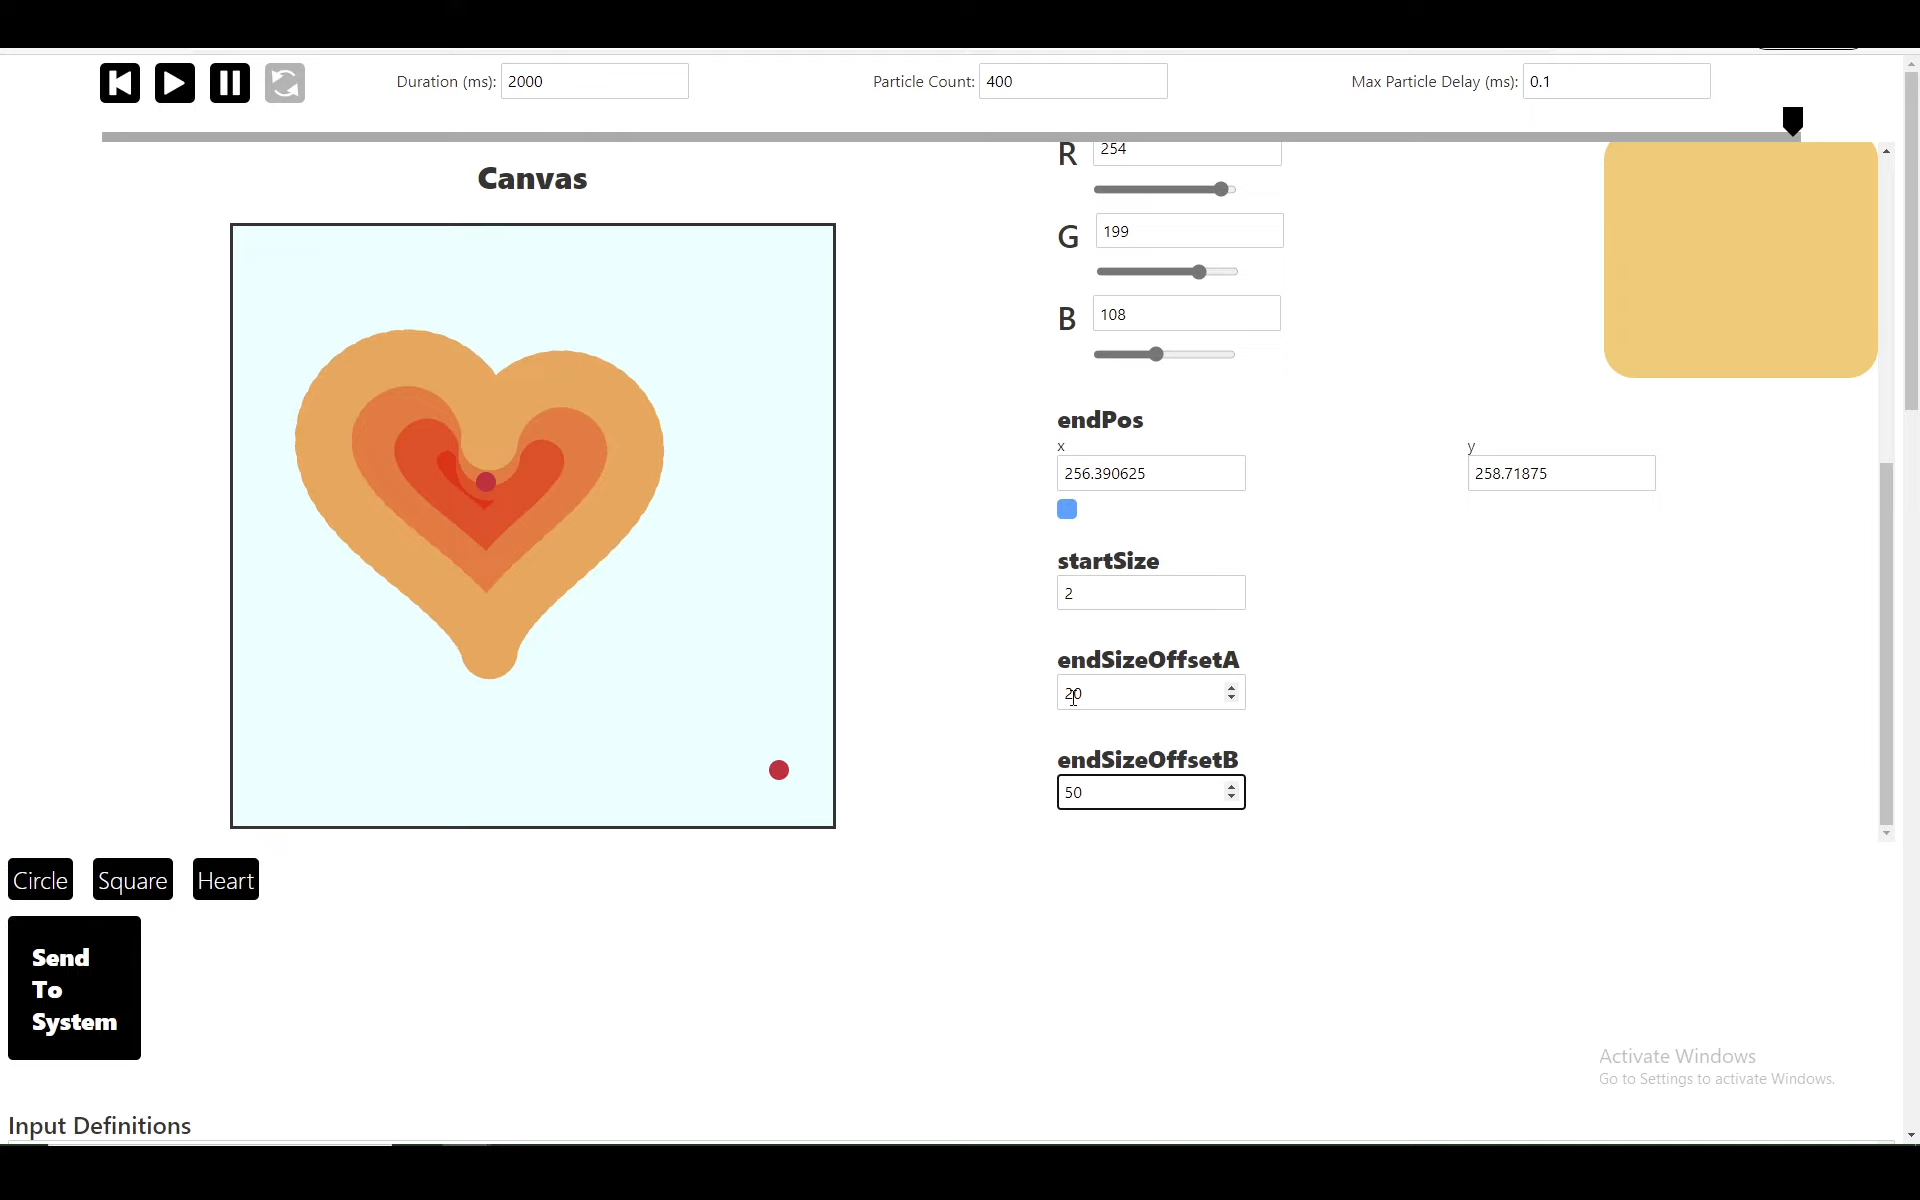 Duration (ms): 2000
Particle Count: 400
Max Particle Delay (ms): 0.1
Canvas
R 254
G 199
B 108
endPos
x
y
256.390625
258.71875
startSize
2
endSizeOffsetA
20
endSizeOffsetB
50
Circle
Square
Heart
Send
To
System
Activate Windows
Go to Settings to activate Windows.
Input Definitions